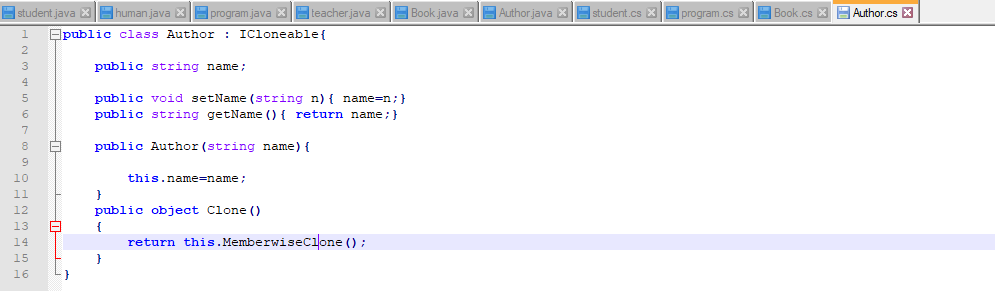 student.java human.java program.java teacher.java Book.java Author.java student.cs program.cs Book.cs Author.cs
1 public class Author : ICloneable{
2
3 public string name;
4
5 public void setName(string n){ name=n;}
6 public string getName(){ return name;}
7
8 public Author(string name){
9
10 this.name=name;
11 }
12 public object Clone()
13 {
14 return this.MemberwiseClone();
15 }
16 }